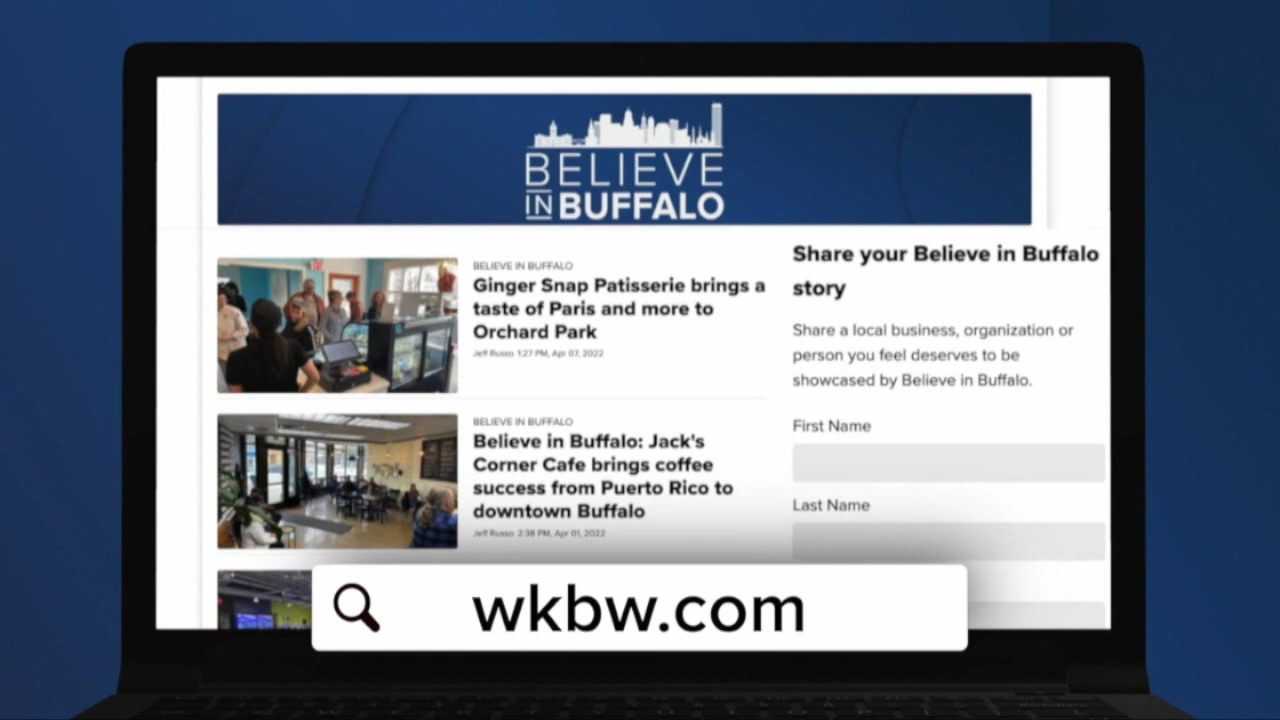 BELIEVE
IN BUFFALO
BELIEVE IN BUFFALO
Ginger Snap Patisserie brings a
taste of Paris and more to
Orchard Park
Jeff Russo 1:27 PM, Apr 07, 2022
BELIEVE IN BUFFALO
Believe in Buffalo: Jack's
Corner Cafe brings coffee
success from Puerto Rico to
downtown Buffalo
Jeff Russo 2:38 PM, Apr 01, 2022
Share your Believe in Buffalo
story
Share a local business, organization or
person you feel deserves to be
showcased by Believe in Buffalo.
First Name
Last Name
wkbw.com